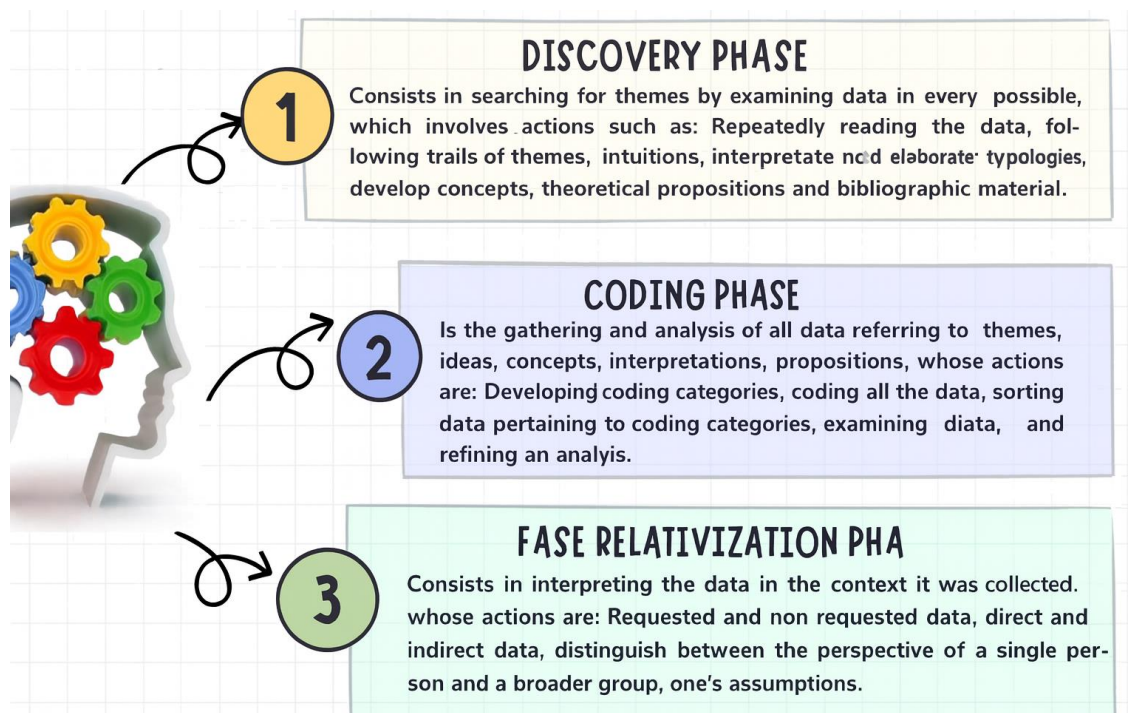 1
DISCOVERY PHASE
Consists in searching for themes by examining data in every possible,
which involves actions such as: Repeatedly reading the data, fol-
lowing trails of themes, intuitions, interpretate elaborate typologies,
develop concepts, theoretical propositions and bibliographic material.
2
CODING PHASE
Is the gathering and analysis of all data referring to themes,
ideas, concepts, interpretations, propositions, whose actions
are: Developing coding categories, coding all the data, sorting
data pertaining to coding categories, examining diata, and
refining an analyis.
3
FASE RELATIVIZATION PHA
Consists in interpreting the data in the context it was collected.
whose actions are: Requested and non requested data, direct and
indirect data, distinguish between the perspective of a single per-
son and a broader group, one's assumptions.